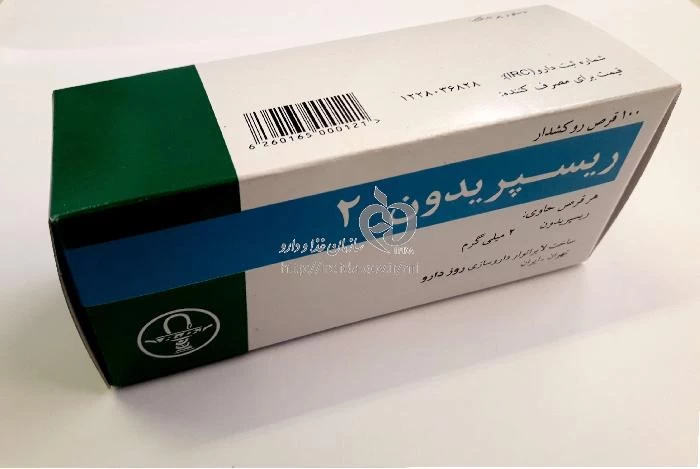 شماره ثبت دارو (IRC): ۱۲۲۸۰۳۶۸۲۸
قیمت برای مصرف کننده:
6 260165 000121 >
۱۰۰ قرص روکشدار
ریسپریدون ۲
هر قرص حاوی:
ریسپریدون ۲ میلی گرم
ساخت لابراتوار داروسازی روز دارو
تهران - ایران
سازمان غذا و دارو
IFDA